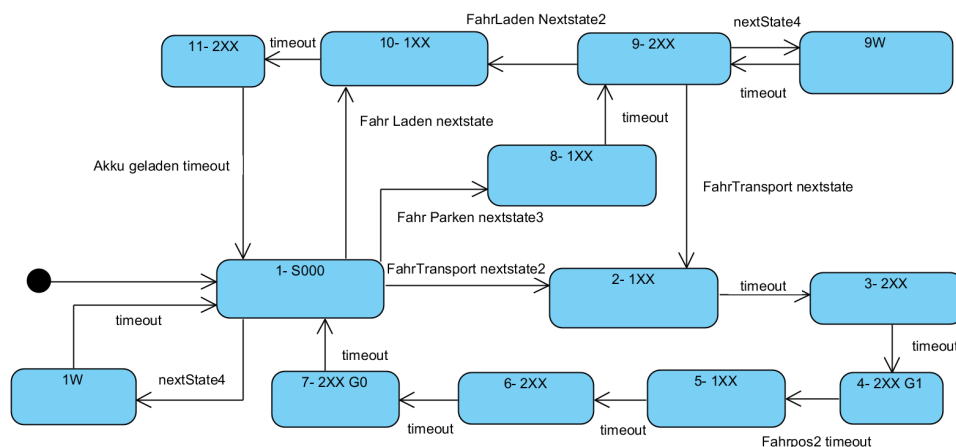 FahrLaden Nextstate2
nextState4
11- 2XX
timeout
10- 1XX
9- 2XX
9W
timeout
timeout
Fahr Laden nextstate
8- 1XX
Akku geladen timeout
FahrTransport nextstate
Fahr Parken nextstate3
1- S000
FahrTransport nextstate2
2- 1XX
timeout
3- 2XX
timeout
timeout
timeout
1W
nextState4
7- 2XX G0
6- 2XX
5- 1XX
4- 2XX G1
timeout
timeout
Fahrpos2 timeout